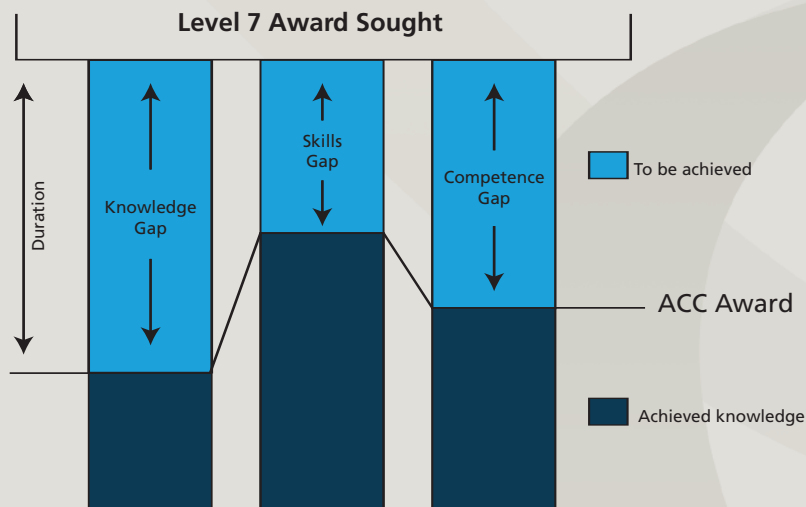 Level 7 Award Sought
Duration
Knowledge
Gap
Skills
Gap
Competence
Gap
To be achieved
ACC Award
Achieved knowledge